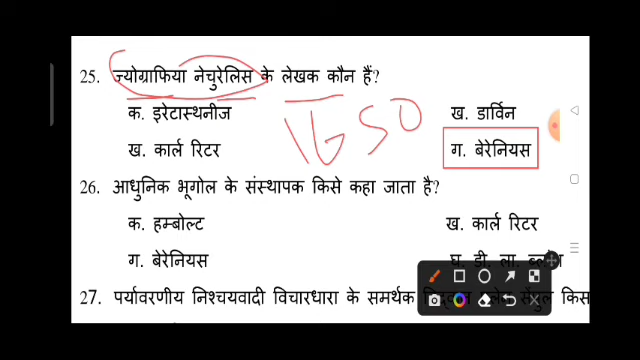 25. ज्योग्राफिया नेचुरेलिस के लेखक कौन हैं?
क. इरेटास्थनीज ख. डार्विन
ख. कार्ल रिटर ग. बेरेनियस
1650
26. आधुनिक भूगोल के संस्थापक किसे कहा जाता है?
क. हम्बोल्ट ख. कार्ल रिटर
ग. बेरेनियस घ. डी. ला. ब्लॉश
27. पर्यावरणीय निश्चयवादी विचारधारा के समर्थक किस